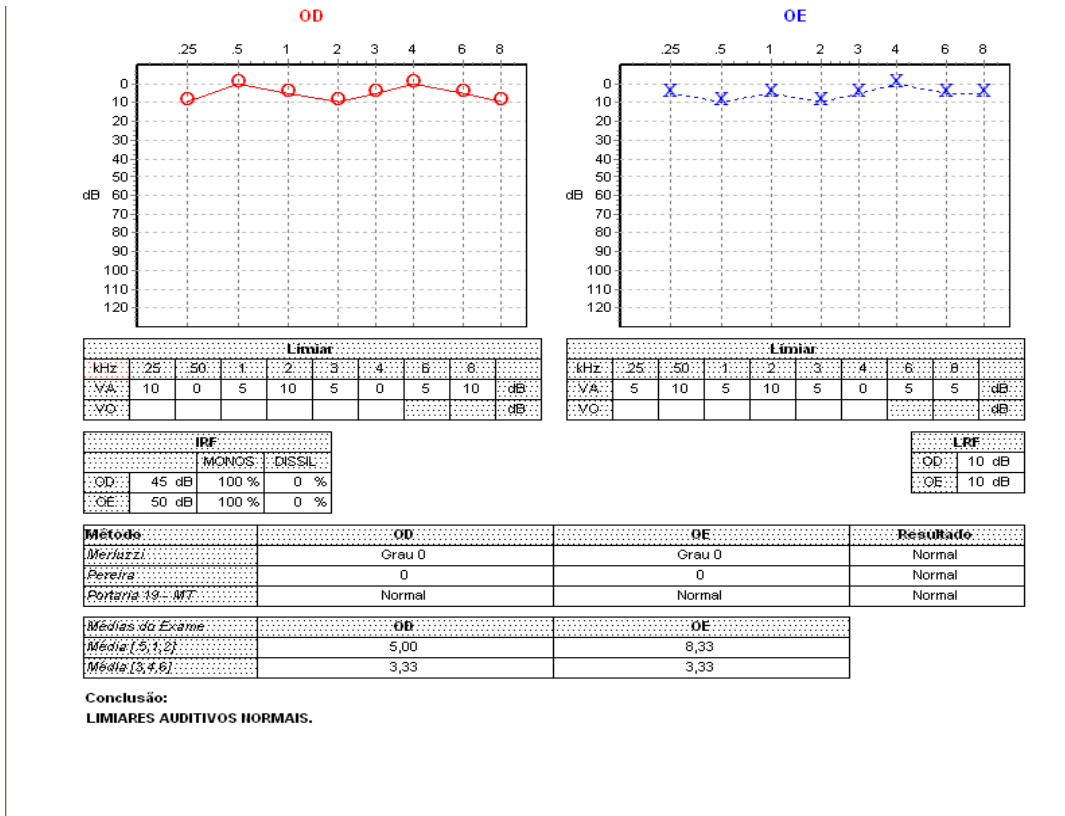 OD OE
.25 .5 1 2 3 4 6 8 .25 .5 1 2 3 4 6 8
0 0
10 10
20 20
30 30
40 40
50 50
dB 60 dB 60
70 70
80 80
90 90
100 100
110 110
120 120
Limiar Limiar
kHz .25 .50 1 2 3 4 6 8 kHz .25 .50 1 2 3 4 6 8
VA 10 0 5 10 5 0 5 10 dB VA 5 10 5 10 5 0 5 5 dB
VO dB VO dB
IRF LRF
MONOS DISSIL OD 10 dB
OD 45 dB 100 % 0 % OE 10 dB
OE 50 dB 100 % 0 %
Método OD OE Resultado
Merluzzi Grau 0 Grau 0 Normal
Pereira 0 0 Normal
Portaria 19 - MT Normal Normal Normal
Médias do Exame OD OE
Média [.5,1,2] 5,00 8,33
Média [3,4,6] 3,33 3,33
Conclusão:
LIMIARES AUDITIVOS NORMAIS.